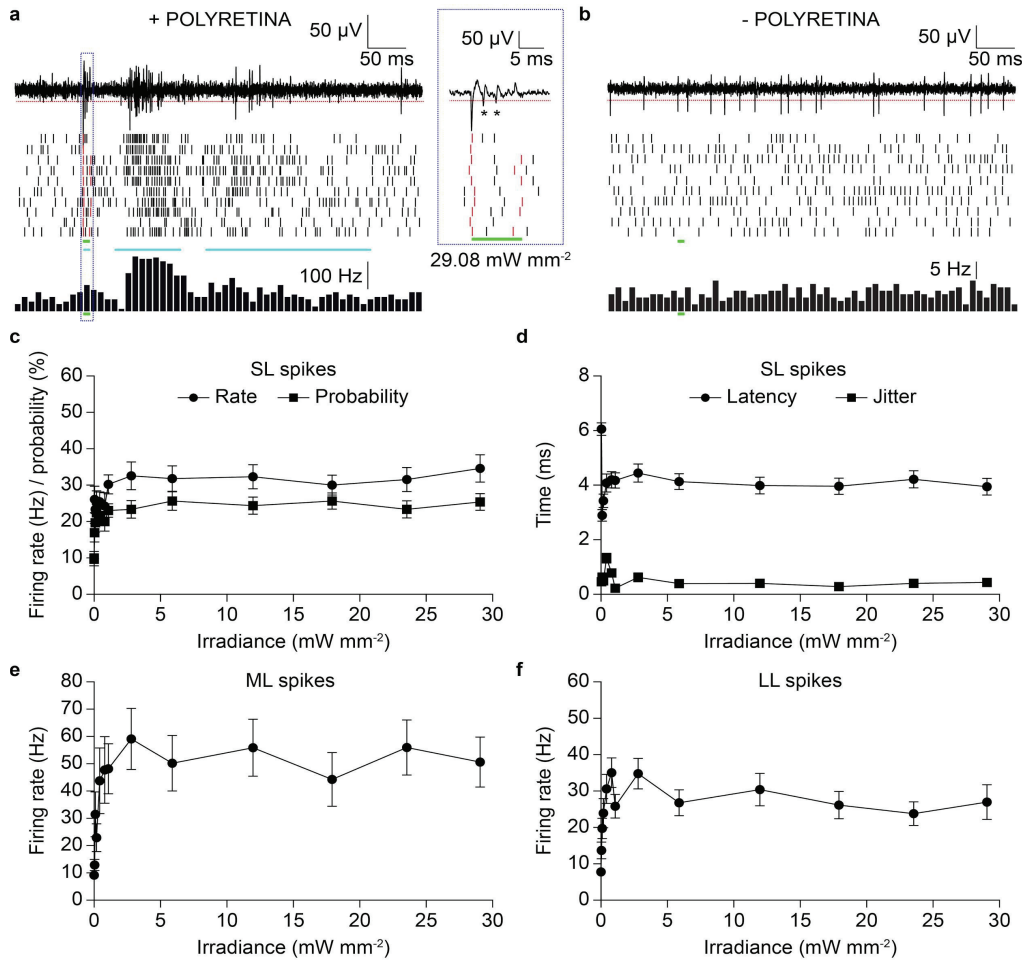 a
+ POLYRETINA
50 µV
50 ms
50 µV
5 ms
* *
29.08 mW mm-2
100 Hz
b
- POLYRETINA
50 µV
50 ms
5 Hz
c
SL spikes
Rate
Probability
Firing rate (Hz) / probability (%)
60
50
40
30
20
10
0
0 5 10 15 20 25 30
Irradiance (mW mm-2)
d
SL spikes
Latency
Jitter
Time (ms)
8
6
4
2
0
0 5 10 15 20 25 30
Irradiance (mW mm-2)
e
ML spikes
Firing rate (Hz)
80
70
60
50
40
30
20
10
0
0 5 10 15 20 25 30
Irradiance (mW mm-2)
f
LL spikes
Firing rate (Hz)
60
50
40
30
20
10
0
0 5 10 15 20 25 30
Irradiance (mW mm-2)